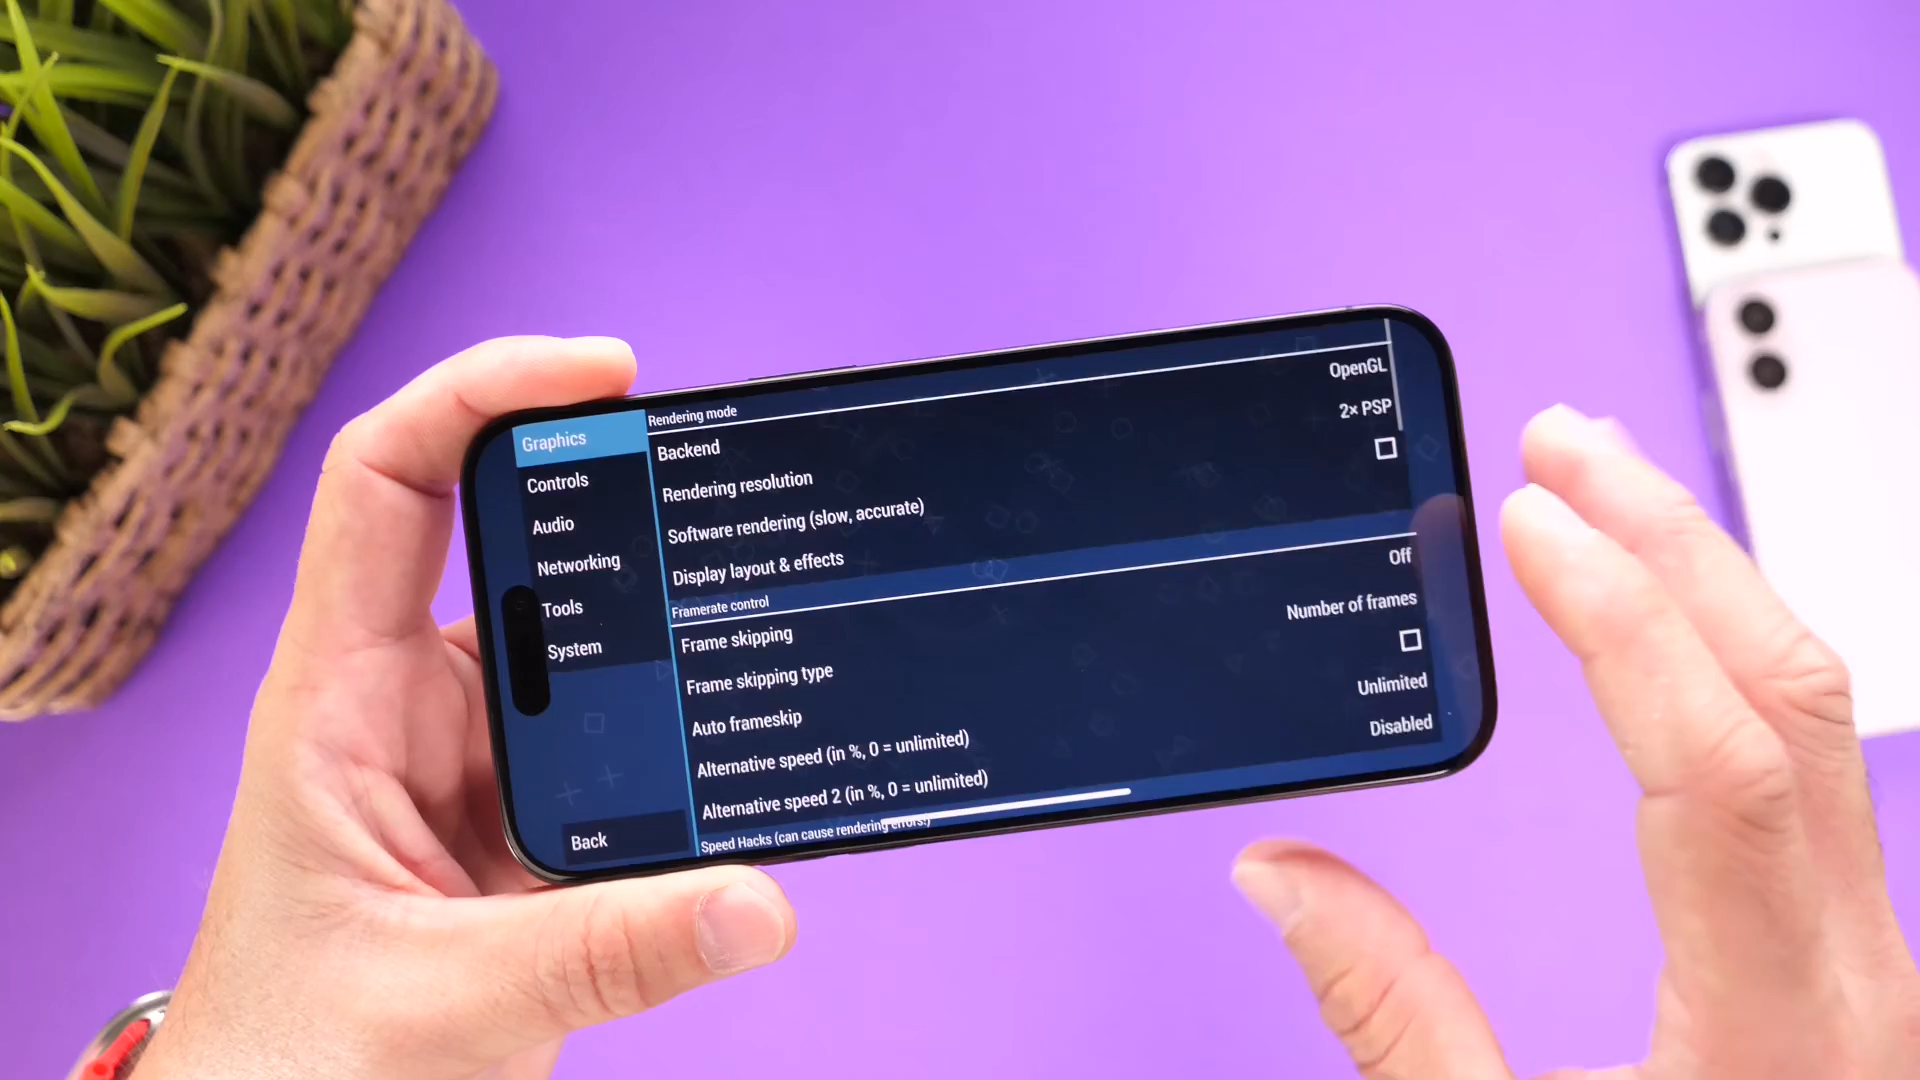 Graphics
Controls
Audio
Networking
Tools
System
Back
Rendering mode
Backend OpenGL
Rendering resolution 2× PSP
Software rendering (slow, accurate)
Display layout & effects
Framerate control
Frame skipping Off
Frame skipping type Number of frames
Auto frameskip
Alternative speed (in %, 0 = unlimited) Unlimited
Alternative speed 2 (in %, 0 = unlimited) Disabled
Speed Hacks (can cause rendering errors!)